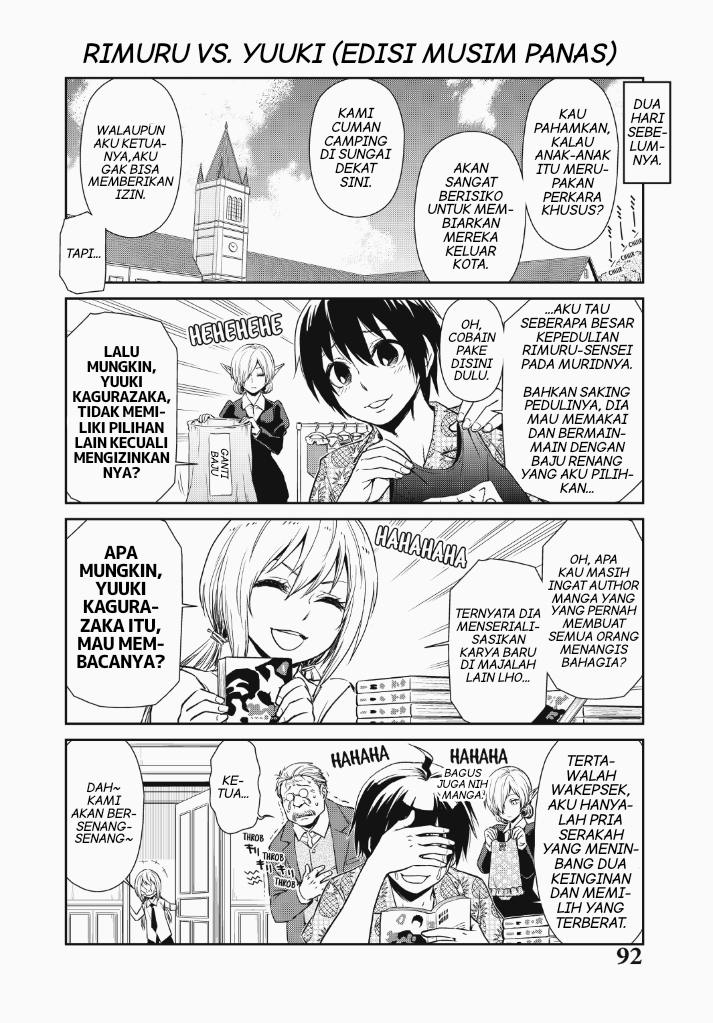 RIMURU VS. YUUKI (EDISI MUSIM PANAS)
DUA
HARI
SEBE-
LUM-
NYA.
KAU
PAHAMKAN,
KALAU
ANAK-ANAK
ITU MERU-
PAKAN
PERKARA
KHUSUS?
AKAN
SANGAT
BERISIKO
UNTUK MEM-
BIARKAN
MEREKA
KELUAR
KOTA.
KAMI
CUMAN
CAMPING
DI SUNGAI
DEKAT
SINI.
WALAUPUN
AKU KETUA-
NYA,AKU
GAK BISA
MEMBERIKAN
IZIN.
TAPI...
CHUK
CHUK
CHUK
...AKU TAU
SEBERAPA BESAR
KEPEDULIAN
RIMURU-SENSEI
PADA MURIDNYA.
BAHKAN SAKING
PEDULINYA, DIA
MAU MEMAKAI
DAN BERMAIN-
MAIN DENGAN
BAJU RENANG
YANG AKU PILIH-
KAN...
OH,
COBAIN
PAKE
DISINI
DULU.
HEHEHEHE
GANTI
BAJU
LALU
MUNGKIN,
YUUKI
KAGURAZAKA,
TIDAK MEMI-
LIKI PILIHAN
LAIN KECUALI
MENGIZINKAN
NYA?
OH, APA
KAU MASIH
INGAT AUTHOR
MANGA YANG
YANG PERNAH
MEMBUAT
SEMUA ORANG
MENANGIS
BAHAGIA?
TERNYATA DIA
MENSERIALI-
SASIKAN
KARYA BARU
DI MAJALAH
LAIN LHO...
HAHAHAHA
APA
MUNGKIN,
YUUKI
KAGURA-
ZAKA ITU,
MAU MEM-
BACANYA?
TERTA-
WALAH
WAKEPSEK,
AKU HANYA-
LAH PRIA
SERAKAH
YANG MENIN-
BANG DUA
KEINGINAN
DAN MEMI-
LIH YANG
TERBERAT.
HAHAHA
BAGUS
JUGA NIH
MANGA!
HAHAHA
KE-
TUA...
THROB
THROB
THROB
DAH~
KAMI
AKAN BER-
SENANG-
SENANG~
92